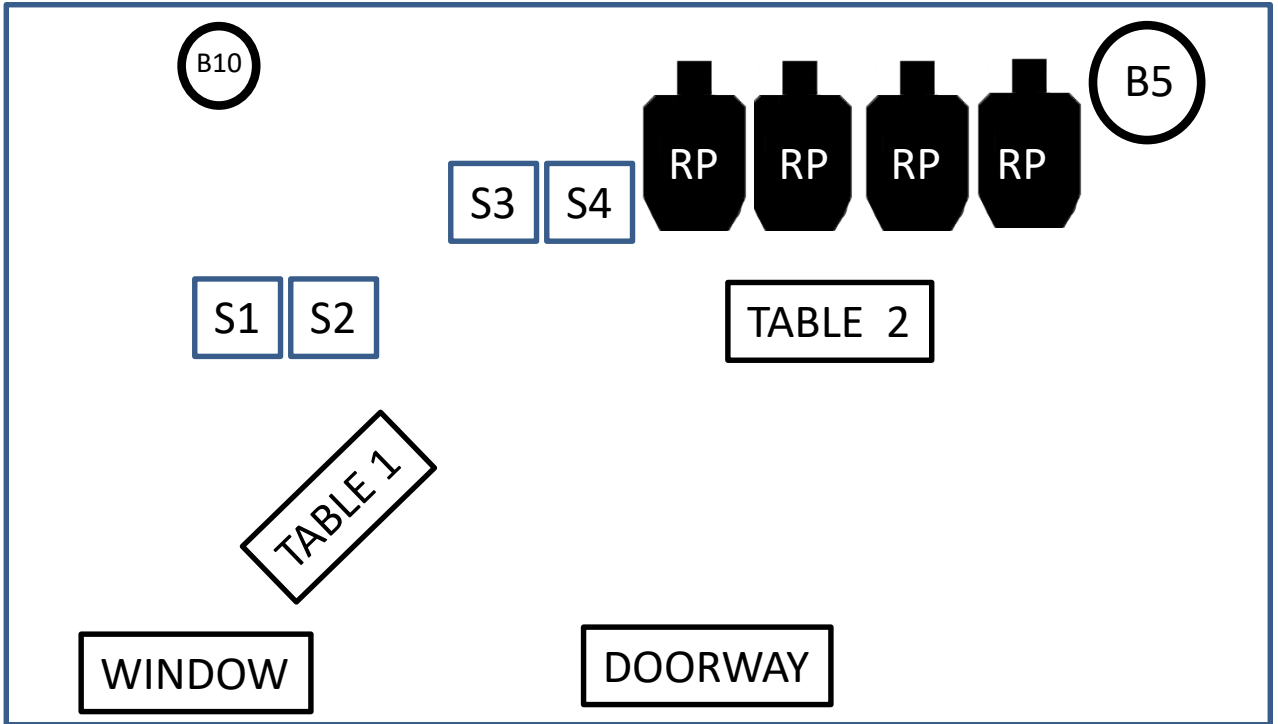 B10
B5
RP
RP
RP
RP
S3
S4
S1
S2
TABLE 2
TABLE 1
WINDOW
DOORWAY